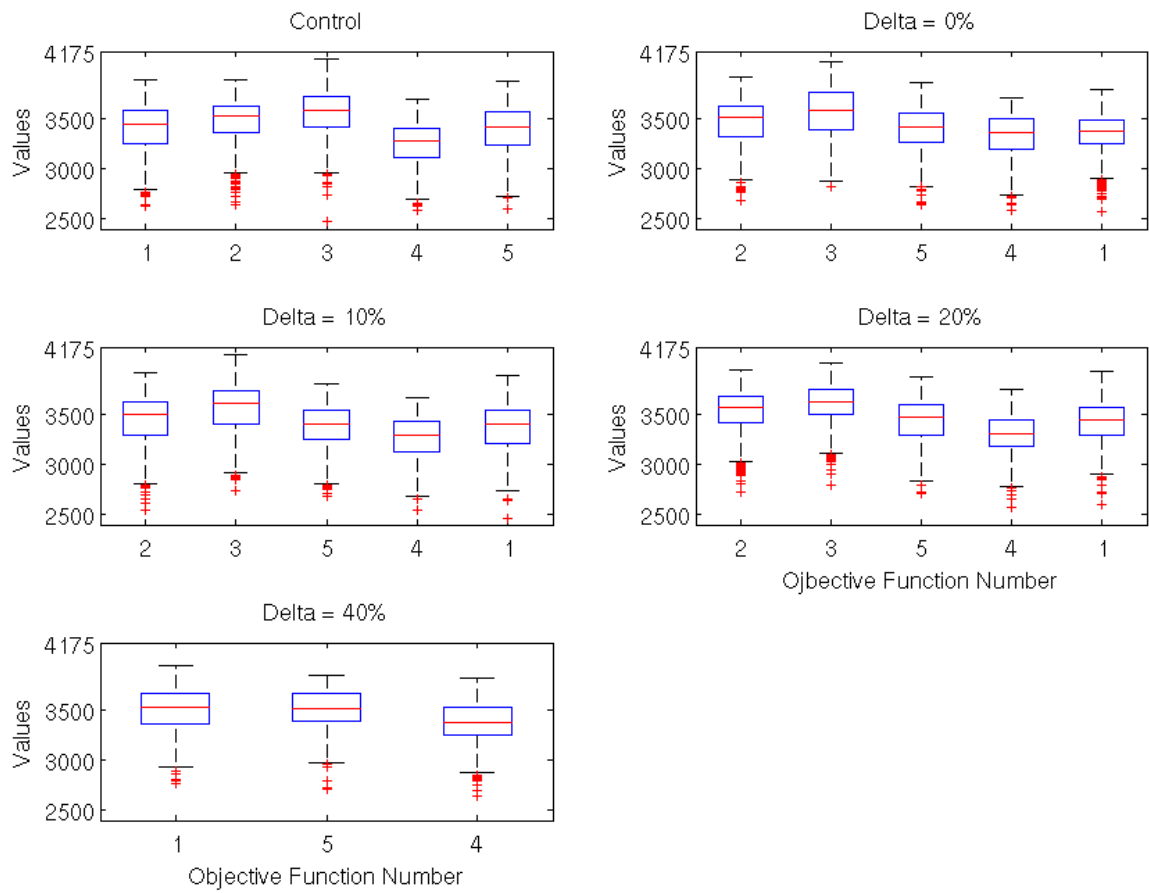 Control
4175
3500
3000
2500
Values
1 2 3 4 5
Delta = 0%
4175
3500
3000
2500
Values
2 3 5 4 1
Delta = 10%
4175
3500
3000
2500
Values
2 3 5 4 1
Delta = 20%
4175
3500
3000
2500
Values
2 3 5 4 1
Ojbective Function Number
Delta = 40%
4175
3500
3000
2500
Values
1 5 4
Objective Function Number